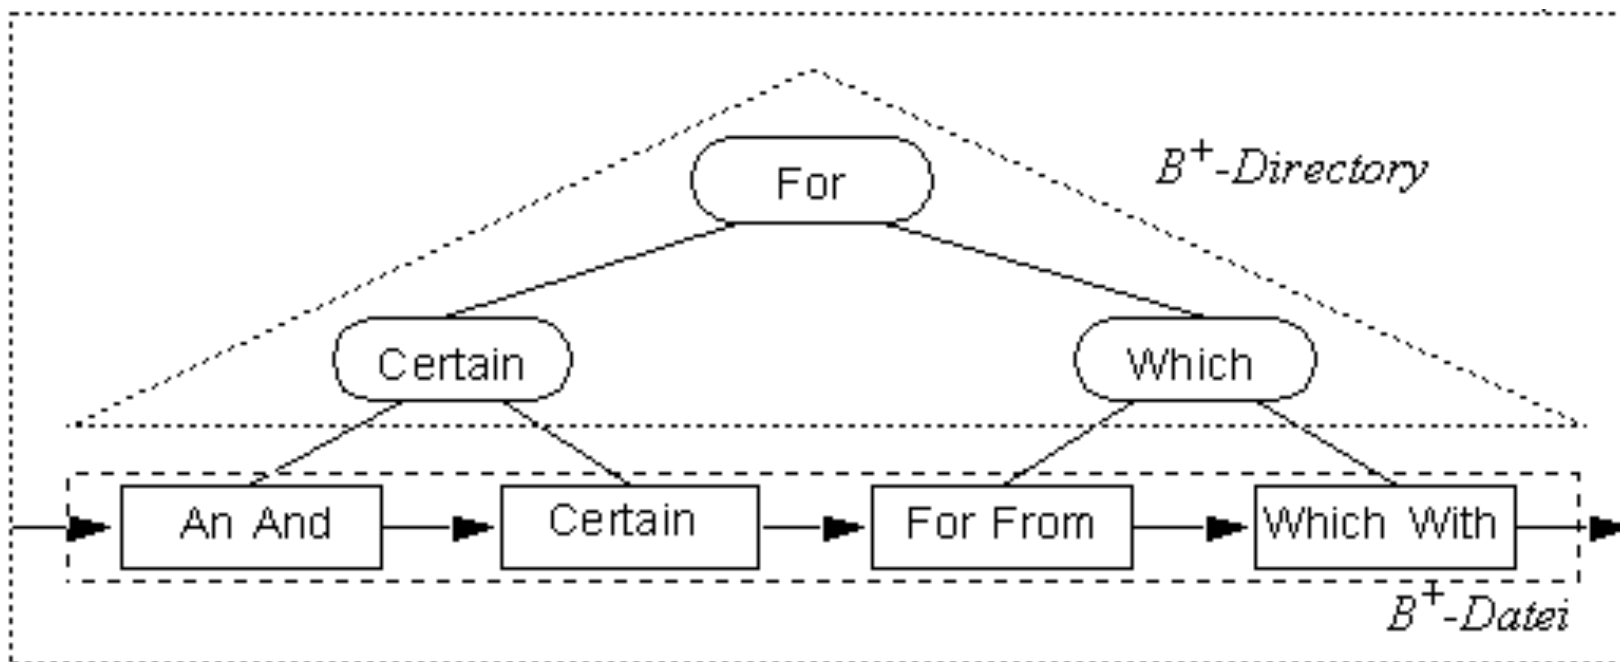 B+-Directory
For
Certain
Which
An And
Certain
For From
Which With
B+-Datei